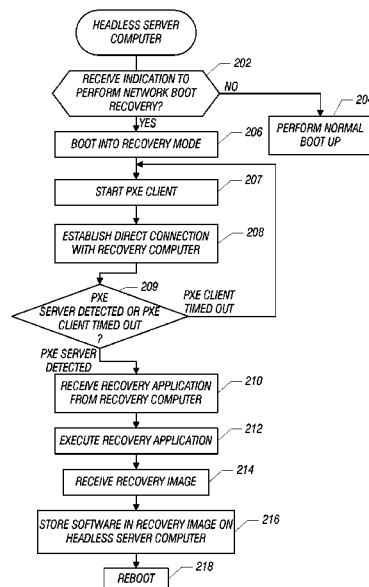 HEADLESS SERVER
COMPUTER
202
RECEIVE INDICATION TO
PERFORM NETWORK BOOT
RECOVERY?
NO
204
YES
PERFORM NORMAL
BOOT UP
206
BOOT INTO RECOVERY MODE
207
START PXE CLIENT
208
ESTABLISH DIRECT CONNECTION
WITH RECOVERY COMPUTER
209
PXE
SERVER DETECTED OR PXE
CLIENT TIMED OUT
?
PXE CLIENT
TIMED OUT
PXE SERVER
DETECTED
210
RECEIVE RECOVERY APPLICATION
FROM RECOVERY COMPUTER
212
EXECUTE RECOVERY APPLICATION
214
RECEIVE RECOVERY IMAGE
216
STORE SOFTWARE IN RECOVERY IMAGE ON
HEADLESS SERVER COMPUTER
218
REBOOT